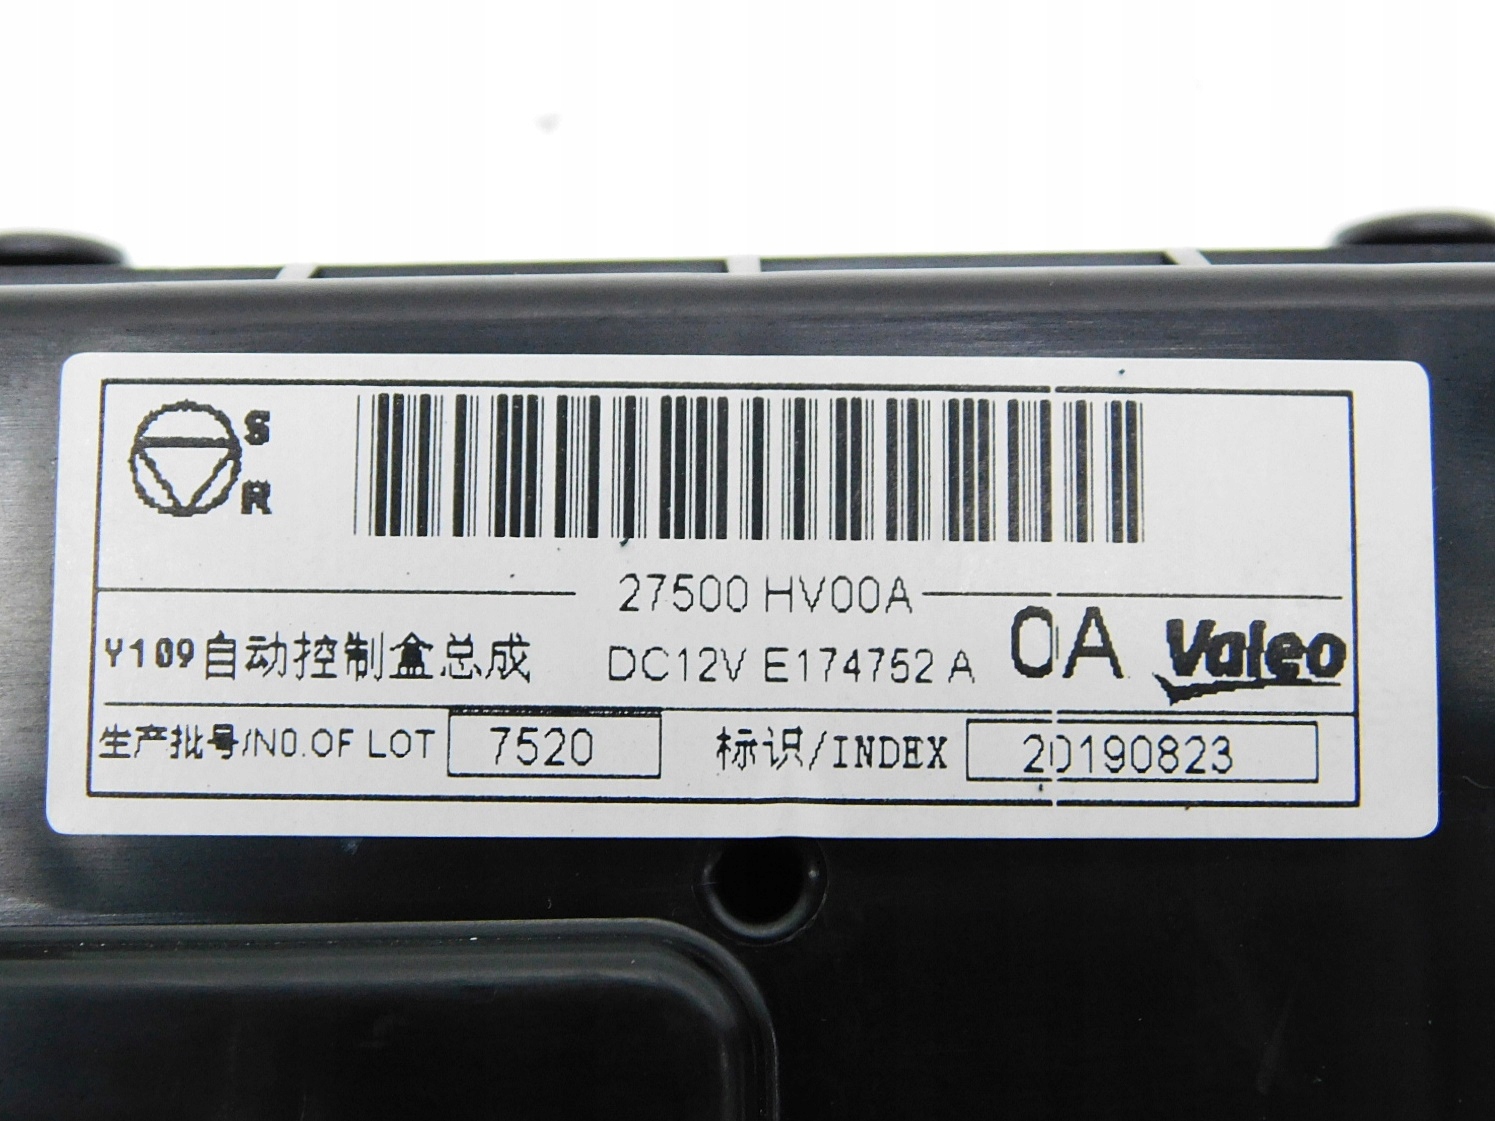 S
R
27500 HV00A
Y109自动控制盒总成 DC12V E174752 A 0A Valeo
生产批号/NO.OF LOT 7520 标识/INDEX 20190823